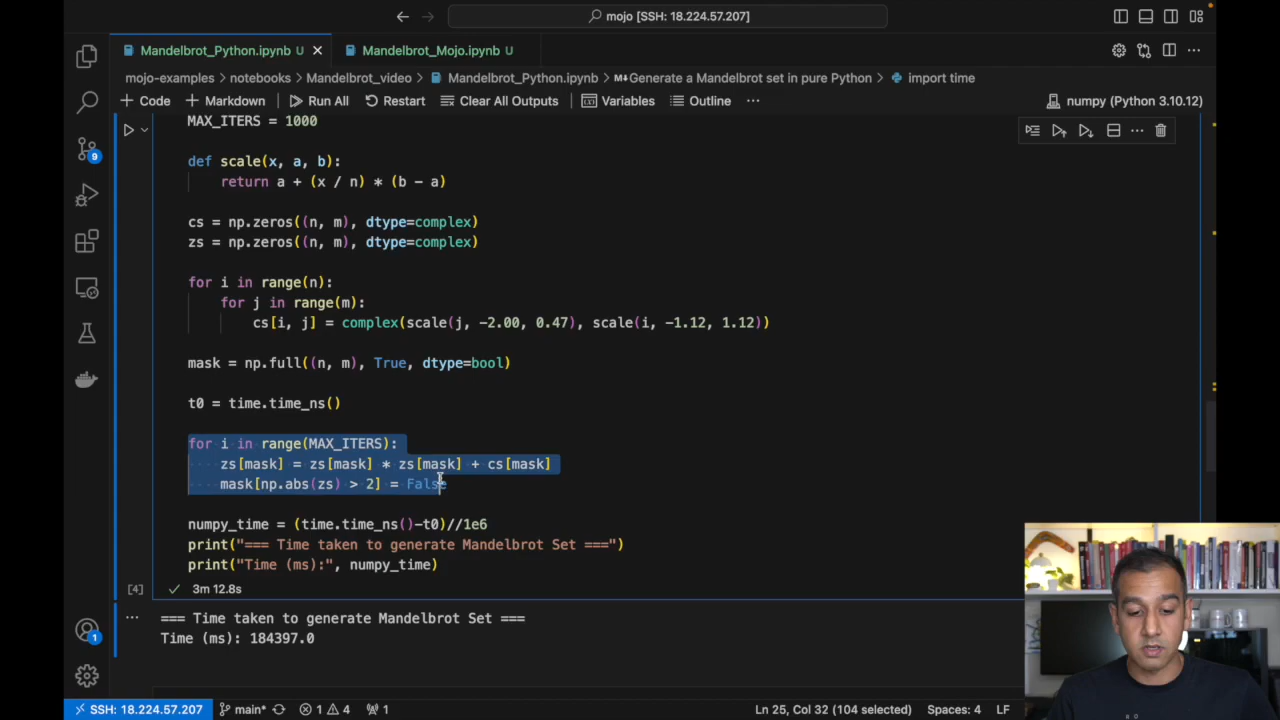 mojo [SSH: 18.224.57.207]
Mandelbrot_Python.ipynb U
Mandelbrot_Mojo.ipynb U
mojo-examples > notebooks > Mandelbrot_video > Mandelbrot_Python.ipynb > M↓Generate a Mandelbrot set in pure Python > import time
+ Code + Markdown Run All Restart Clear All Outputs Variables Outline ... numpy (Python 3.10.12)
MAX_ITERS = 1000
def scale(x, a, b):
return a + (x / n) * (b - a)
cs = np.zeros((n, m), dtype=complex)
zs = np.zeros((n, m), dtype=complex)
for i in range(n):
for j in range(m):
cs[i, j] = complex(scale(j, -2.00, 0.47), scale(i, -1.12, 1.12))
mask = np.full((n, m), True, dtype=bool)
t0 = time.time_ns()
for i in range(MAX_ITERS):
zs[mask] = zs[mask] * zs[mask] + cs[mask]
mask[np.abs(zs) > 2] = False
numpy_time = (time.time_ns()-t0)//1e6
print("=== Time taken to generate Mandelbrot Set ===")
print("Time (ms):", numpy_time)
[4] ✓ 3m 12.8s
=== Time taken to generate Mandelbrot Set ===
Time (ms): 184397.0
9
1
SSH: 18.224.57.207 main* 1 4 1 Ln 25, Col 32 (104 selected) Spaces: 4 LF